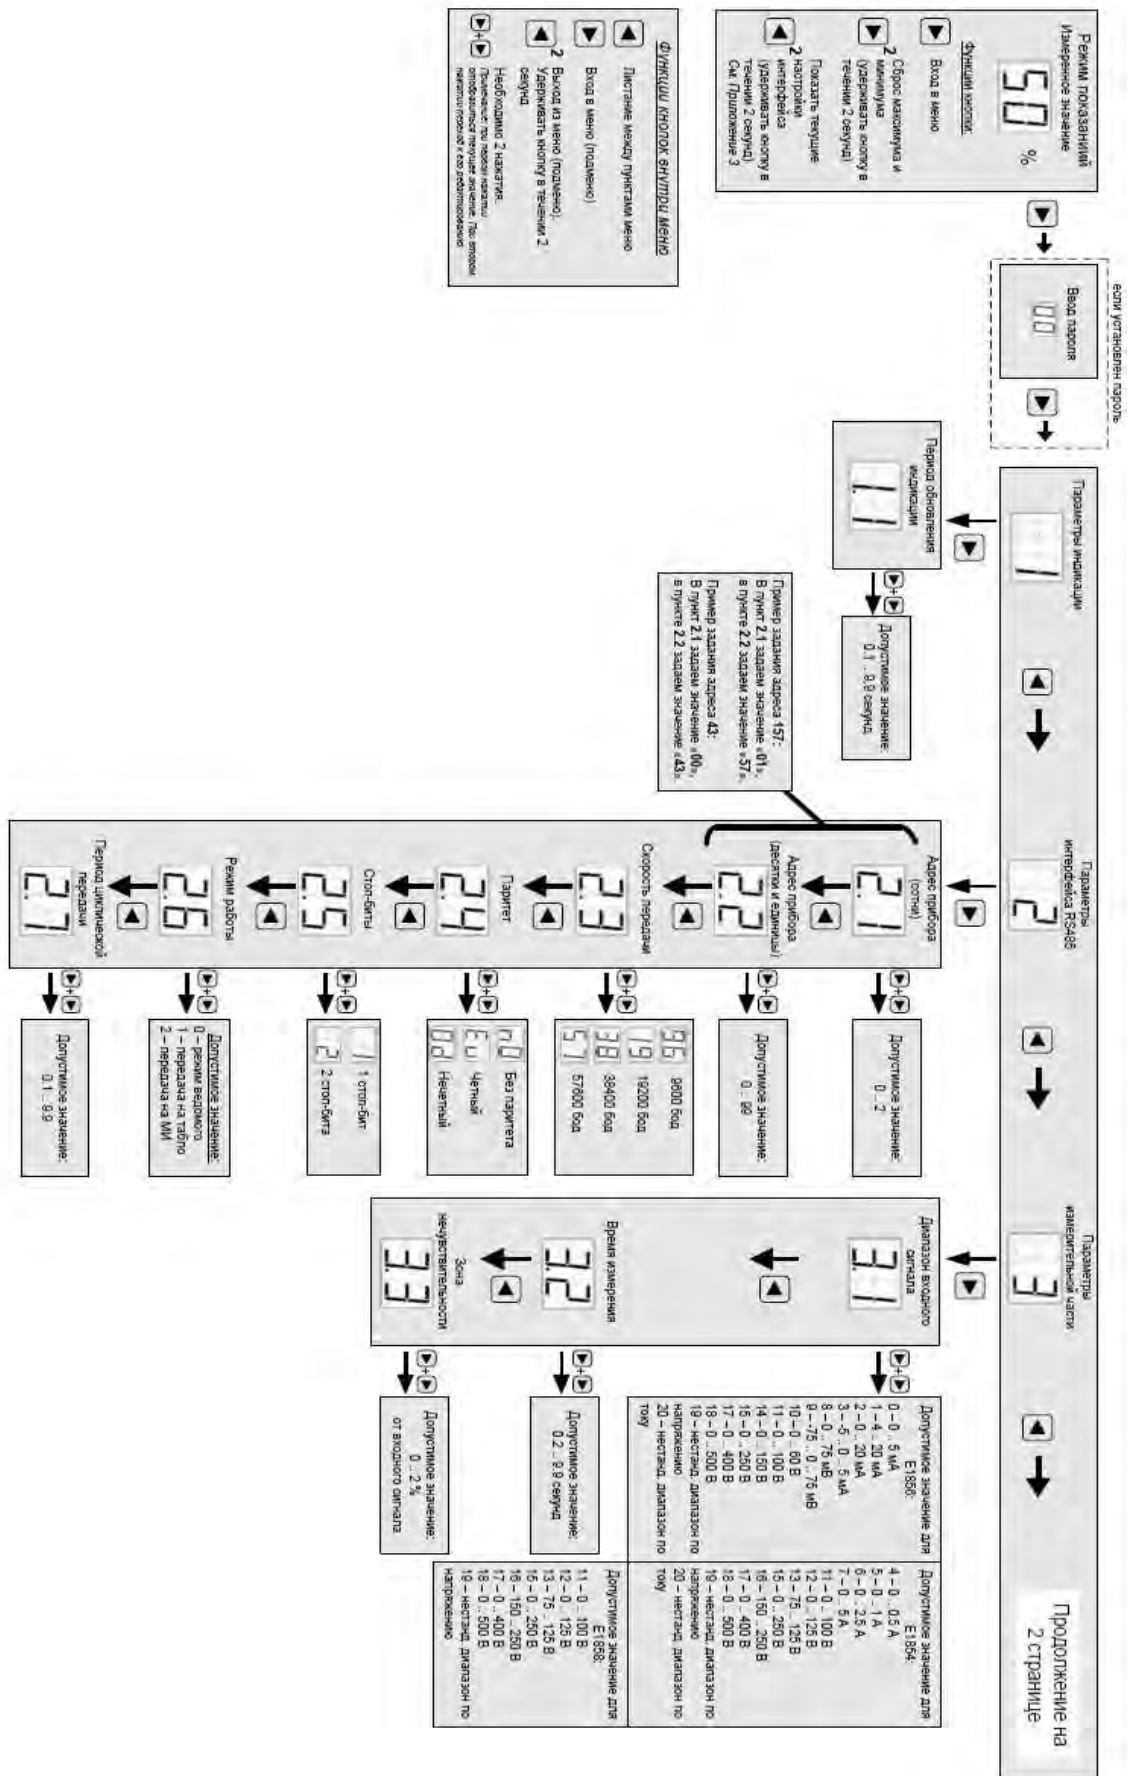 Режим показаний
Измеренное значение
50 %
Функции кнопки:
Вход в меню
2 Сброс максимума и
минимума
(удерживать кнопку в
течении 2 секунд)
Показать текущие
2 настройки
интерфейса
(удерживать кнопку в
течении 2 секунд)
См. Приложение 3
Функции кнопок внутри меню
Листание между пунктами меню
Вход в меню (подменю)
2 Выход из меню (подменю).
Удерживать кнопку в течении 2
секунд
Необходимо 2 нажатия.
Примечание: при первом нажатии
отобразиться текущее значение. При втором
нажатии переход к его редактированию
если установлен пароль
Ввод пароля
00
Параметры индикации
1
Период обновления
индикации
1.1
Допустимое значение:
0.1 .. 9.9 секунд
Параметры
интерфейса RS485
2
Пример задания адреса 157:
В пункт 2.1 задаем значение «01»,
в пункте 2.2 задаем значение «57».
Пример задания адреса 43:
В пункт 2.1 задаем значение «00»,
в пункте 2.2 задаем значение «43».
Адрес прибора
(сотни)
2.1
Допустимое значение:
0 .. 2
Адрес прибора
(десятки и единицы)
2.2
Допустимое значение:
0 .. 99
Скорость передачи
2.3
96 9600 бод
19 19200 бод
38 38400 бод
57 57600 бод
Паритет
2.4
n0 Без паритета
Ev Четный
0d Нечетный
Стоп-биты
2.5
1 1 стоп-бит
2 2 стоп-бита
Режим работы
2.6
Допустимое значение:
0 – режим ведомого
1 – передача на табло
2 – передача на МИ
Период циклической
передачи
2.7
Допустимое значение:
0.1 .. 9.9
Параметры
измерительной части
3
Диапазон входного
сигнала
3.1
Допустимое значение для
E1856:
0 – 0 .. 5 мА
1 – 4 .. 20 мА
2 – 0 .. 20 мА
3 – -5 .. 0 .. 5 мА
8 – 0 .. 75 мВ
9 – -75 .. 0 .. 75 мВ
10 – 0 .. 60 В
11 – 0 .. 100 В
14 – 0 .. 150 В
15 – 0 .. 250 В
17 – 0 .. 400 В
18 – 0 .. 500 В
19 – нестанд. диапазон по
напряжению
20 – нестанд. диапазон по
току
Допустимое значение для
E1854:
4 – 0 .. 0.5 А
5 – 0 .. 1 А
6 – 0 .. 2.5 А
7 – 0 .. 5 А
11 – 0 .. 100 В
12 – 0 .. 125 В
13 – 75 .. 125 В
15 – 0 .. 250 В
16 – 150 .. 250 В
17 – 0 .. 400 В
18 – 0 .. 500 В
19 – нестанд. диапазон по
напряжению
20 – нестанд. диапазон по
току
Допустимое значение для
E1858:
11 – 0 .. 100 В
12 – 0 .. 125 В
13 – 75 .. 125 В
15 – 0 .. 250 В
16 – 150 .. 250 В
17 – 0 .. 400 В
18 – 0 .. 500 В
19 – нестанд. диапазон по
напряжению
Время измерения
3.2
Допустимое значение:
0.2 .. 9.9 секунд
Зона
нечувствительности
3.3
Допустимое значение:
0 .. 2 %
от входного сигнала
Продолжение на
2 странице